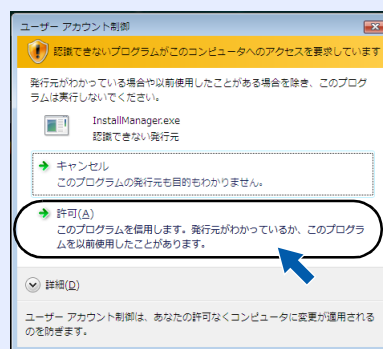 ユーザー アカウント制御
認識できないプログラムがこのコンピュータへのアクセスを要求しています
発行元がわかっている場合や以前使用したことがある場合を除き、このプログ
ラムは実行しないでください。
InstallManager.exe
認識できない発行元
キャンセル
このプログラムの発行元も目的もわかりません。
許可(A)
このプログラムを信用します。発行元がわかっているか、このプログラ
ムを以前使用したことがあります。
詳細(D)
ユーザー アカウント制御は、あなたの許可なくコンピュータに変更が適用される
のを防ぎます。